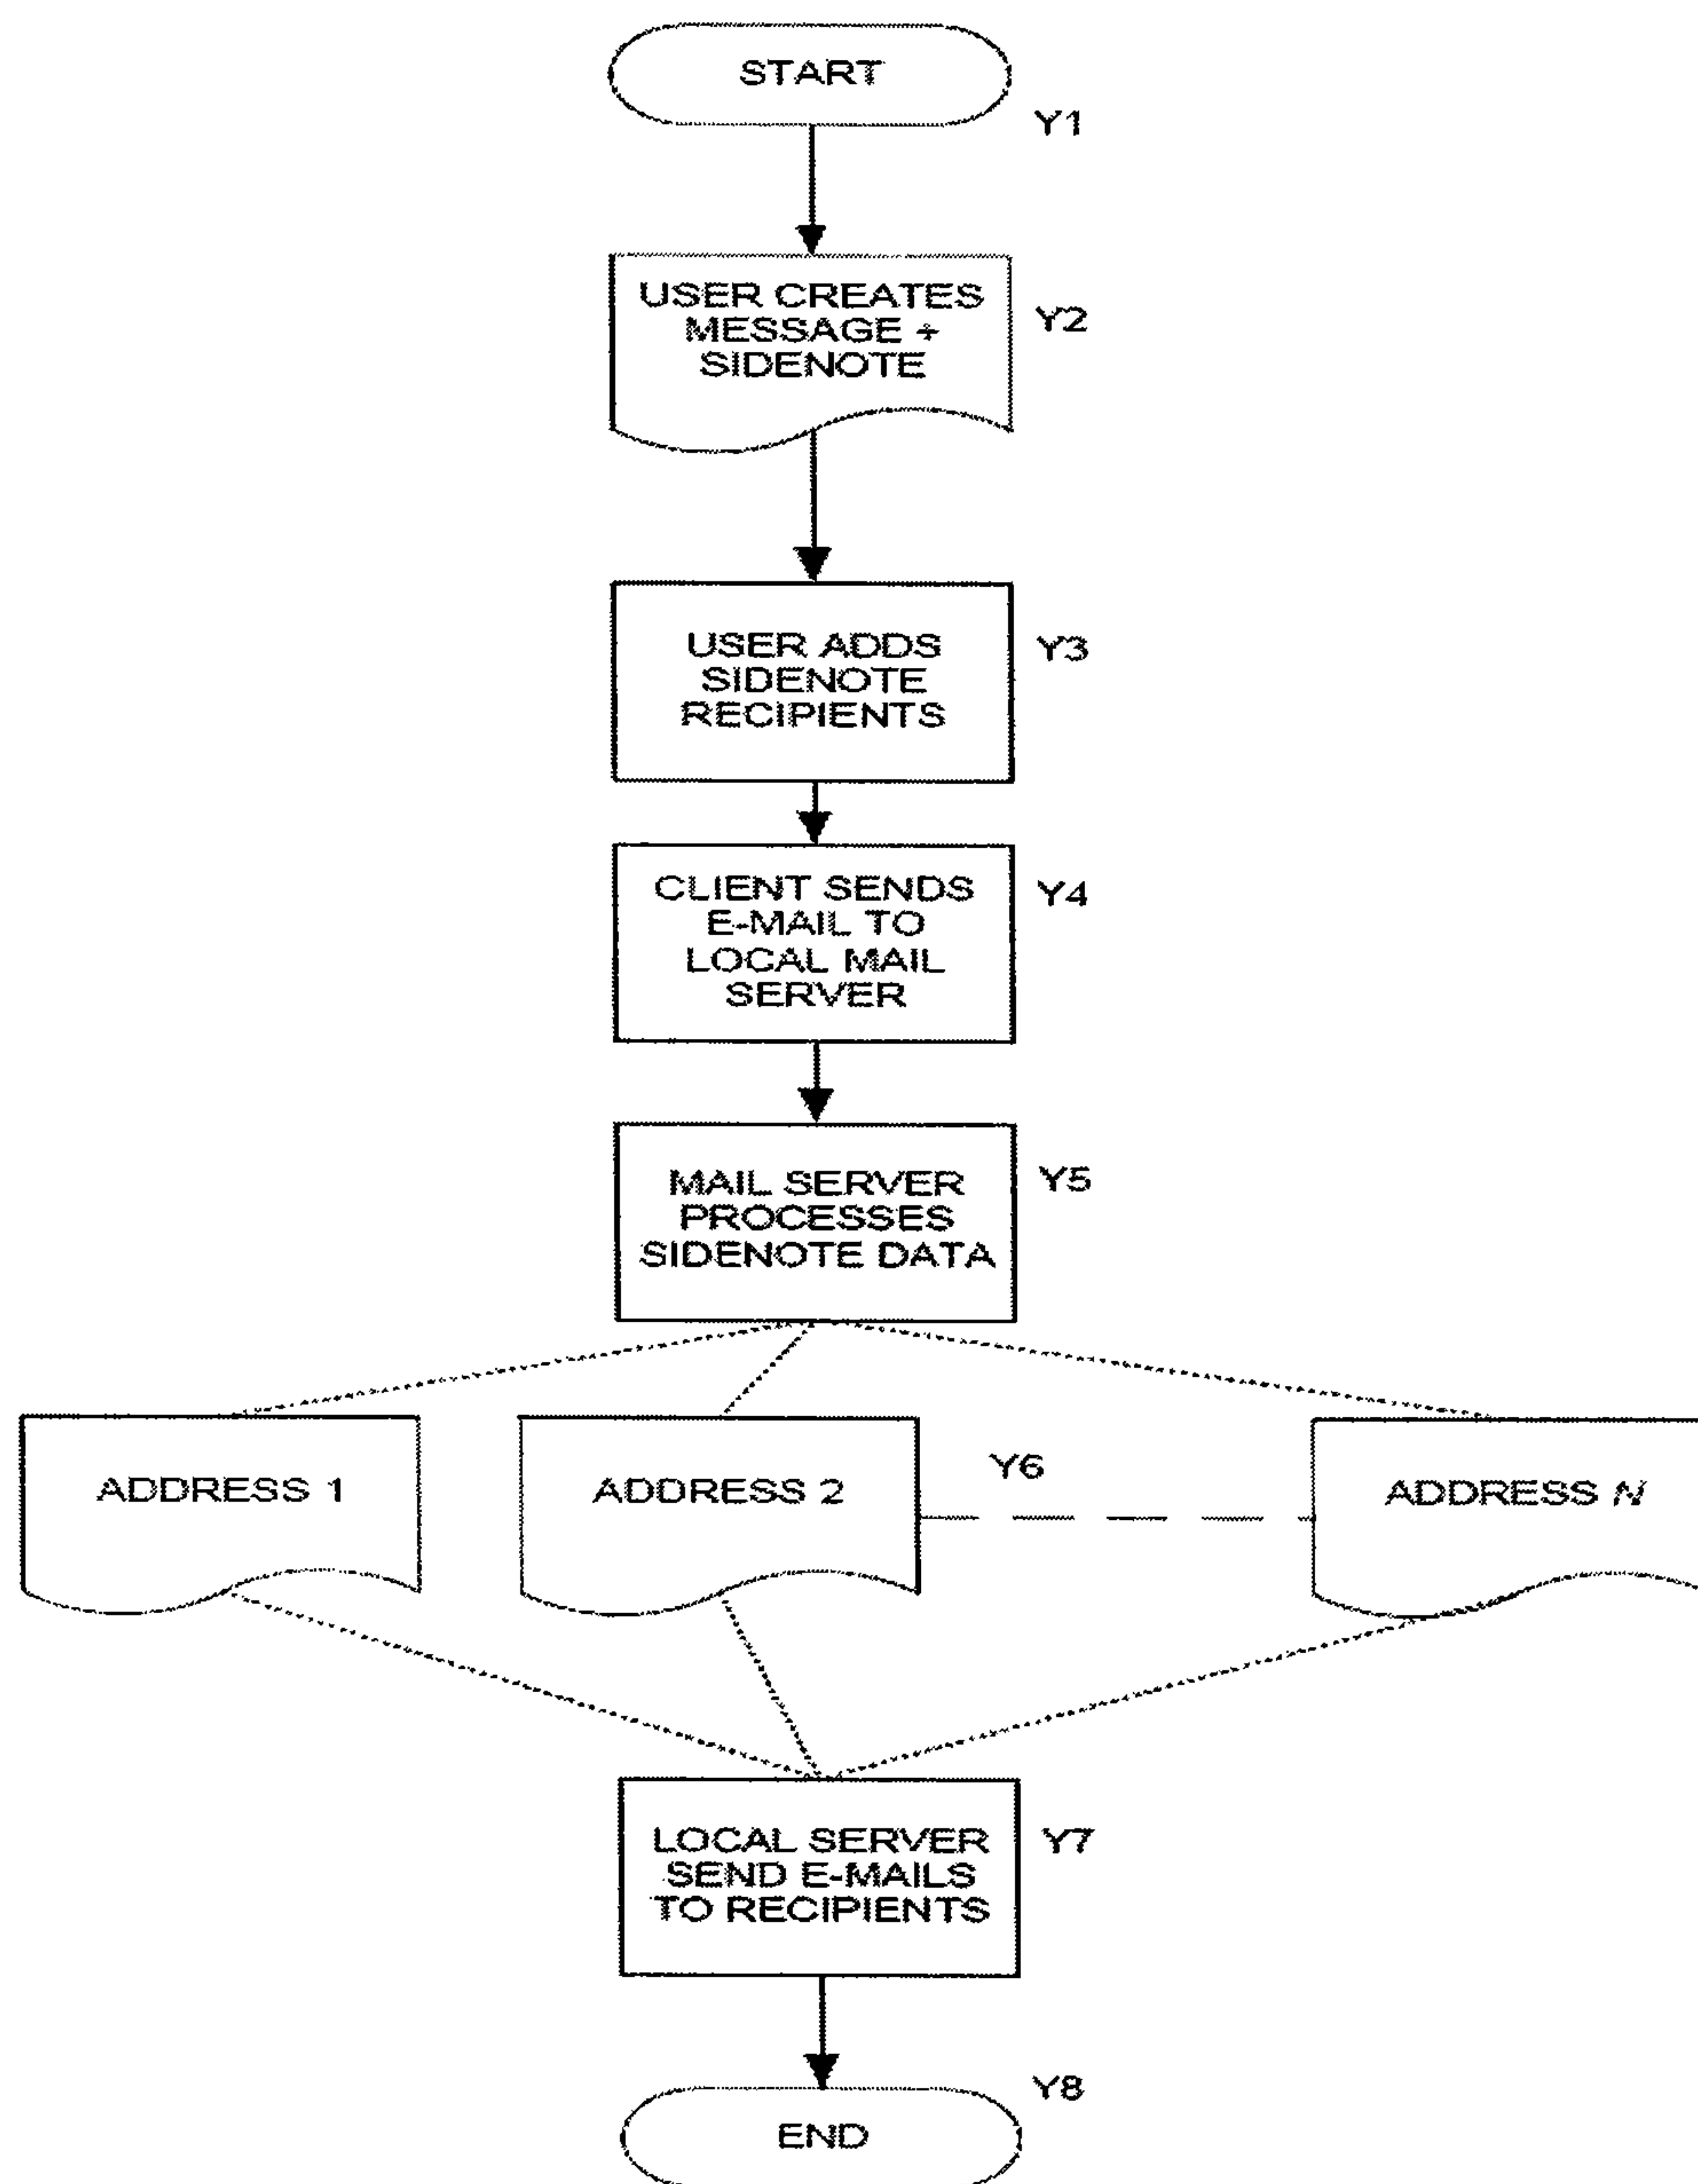 START
Y1
USER CREATES
MESSAGE +
SIDENOTE
Y2
USER ADDS
SIDENOTE
RECIPIENTS
Y3
CLIENT SENDS
E-MAIL TO
LOCAL MAIL
SERVER
Y4
MAIL SERVER
PROCESSES
SIDENOTE DATA
Y5
ADDRESS 1
ADDRESS 2
Y6
ADDRESS N
LOCAL SERVER
SEND E-MAILS
TO RECIPIENTS
Y7
Y8
END